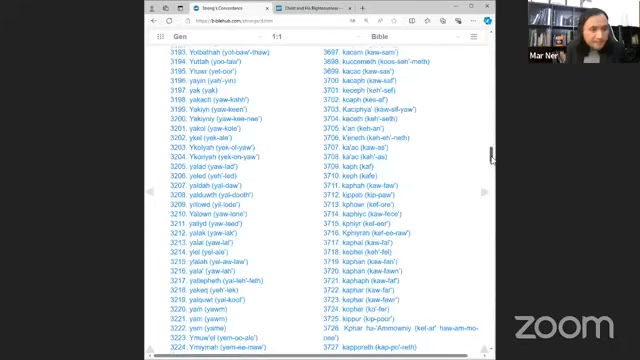 Strong's Concordance
Christ and His Righteousness —
Gen
1:1
Bible
3193. Yotbathah (yot-baw'-thaw)
3194. Yuttah (yoo-taw')
3195. Ytuwr (yet-oor')
3196. yayin (yah'-yin)
3197. yak (yak)
3198. yakach (yaw-kahh')
3199. Yakiyn (yaw-keen')
3200. Yakiyniy (yaw-kee-nee')
3201. yakol (yaw-kole')
3202. ykel (yek-ale')
3203. Ykolyah (yek-ol-yaw')
3204. Ykonyah (yek-on-yaw')
3205. yalad (yaw-lad')
3206. yeled (yeh'-led)
3207. yaldah (yal-daw')
3208. yalduwth (yal-dooth')
3209. yillowd (yil-lode')
3210. Yalown (yaw-lone')
3211. yaliyd (yaw-leed')
3212. yalak (yaw-lak')
3213. yalal (yaw-lal')
3214. ylel (yel-ale')
3215. ylalah (yel-aw-law')
3216. yala' (yaw-lah')
3217. yallepheth (yal-leh'-feth)
3218. yekeq (yeh'-lek)
3219. yalquwt (yal-koot')
3220. yam (yawm)
3221. yam (yawm)
3222. yem (yame)
3223. Ymuw'el (yem-oo-ale')
3224. Ymiymah (yem-ee-maw')
3697. kacam (kaw-sam')
3698. kuccemeth (koos-seh'-meth)
3699. kacac (kaw-sas')
3700. kacaph (kaw-saf')
3701. keceph (keh'-sef)
3702. kcaph (kes-af')
3703. Kaciphya' (kaw-sif-yaw')
3704. keceth (keh'-seth)
3705. k'an (keh-an')
3706. k'eneth (keh-eh'-neth)
3707. ka'ac (kaw-as')
3708. ka'ac (kah'-as)
3709. kaph (kaf)
3710. keph (kafe)
3711. kaphah (kaw-faw')
3712. kippah (kip-paw')
3713. kphowr (kef-ore')
3714. kaphiyc (kaw-fece')
3715. kphiyr (kef-eer')
3716. Kphiyrah (kef-ee-raw')
3717. kaphal (kaw-fal')
3718. kephel (keh'-fel)
3719. kaphan (kaw-fan')
3720. kaphan (kaw-fawn')
3721. kaphaph (kaw-faf')
3722. kaphar (kaw-far')
3723. kephar (kaw-fawr')
3724. kopher (ko'-fer)
3725. kippur (kip-poor')
3726. Kphar ha-'Ammowniy (kef-ar' haw-am-mo-
nee')
3727. kapporeth (kap-po'-reth)
Mar Ner
zoom